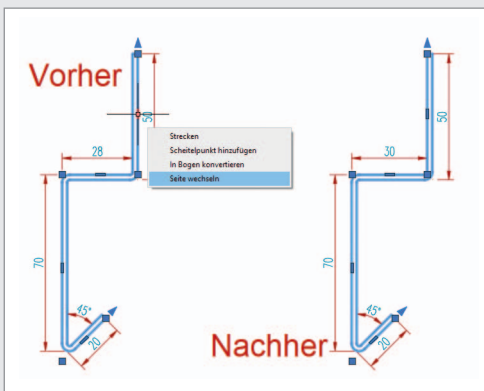 Vorher
50
28
Strecken
Scheitelpunkt hinzufügen
In Bogen konvertieren
Seite wechseln
70
45°
20
50
30
70
45°
20
Nachher